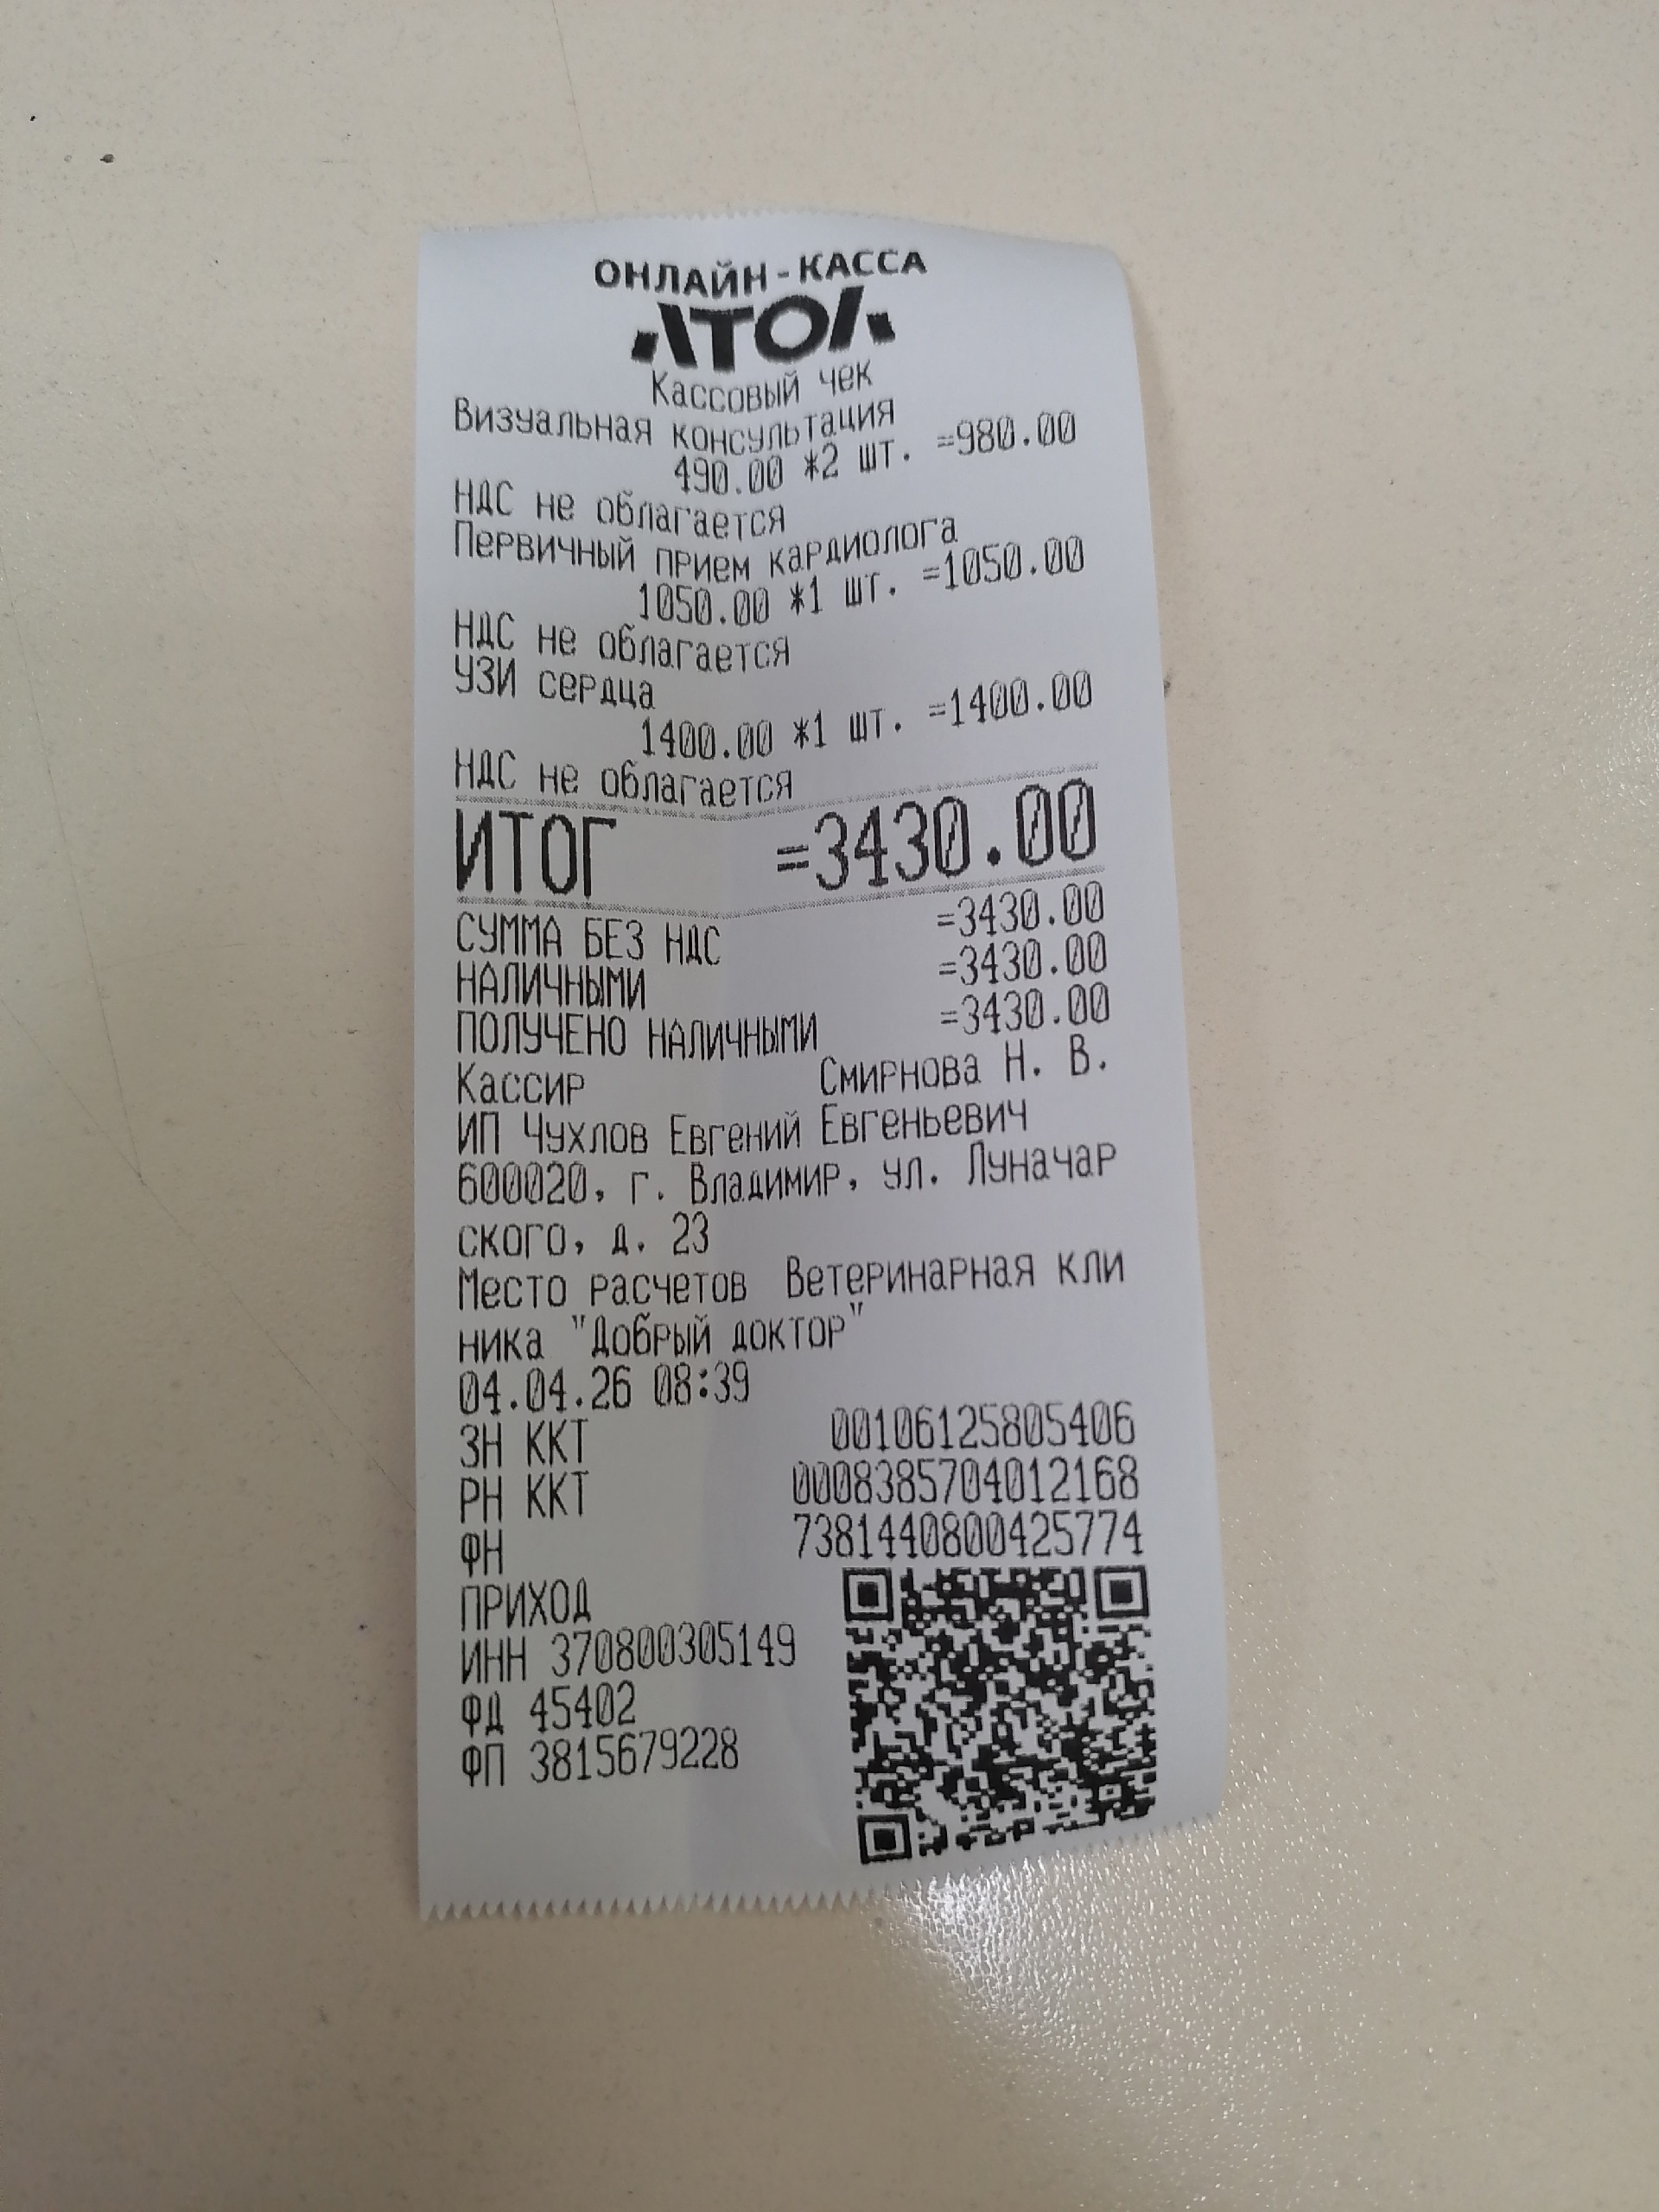 ОНЛАЙН-КАССА
АТОЛ
Кассовый чек
Визуальная консультация
490.00 *2 шт. =980.00
НДС не облагается
Первичный прием кардиолога
1050.00 *1 шт. =1050.00
НДС не облагается
УЗИ сердца
1400.00 *1 шт. =1400.00
НДС не облагается
ИТОГ =3430.00
СУММА БЕЗ НДС =3430.00
НАЛИЧНЫМИ =3430.00
ПОЛУЧЕНО НАЛИЧНЫМИ =3430.00
Кассир Смирнова Н. В.
ИП Чухлов Евгений Евгеньевич
600020, г. Владимир, ул. Луначар
ского, д. 23
Место расчетов Ветеринарная кли
ника "Добрый доктор"
04.04.26 08:39
ЗН ККТ 00106125805406
РН ККТ 0008385704012168
ФН 7381440800425774
ПРИХОД
ИНН 370800305149
ФД 45402
ФП 3815679228